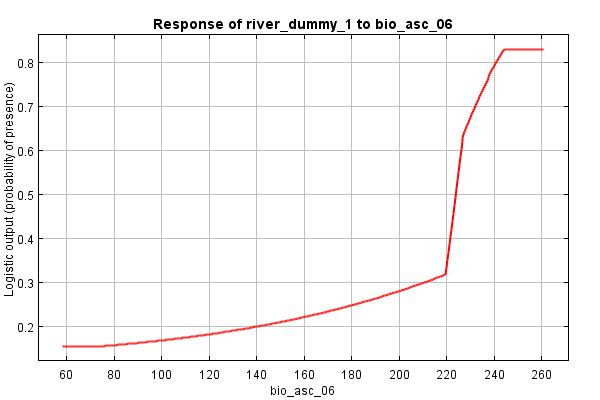 Response of river_dummy_1 to bio_asc_06
Logistic output (probability of presence)
0.8
0.7
0.6
0.5
0.4
0.3
0.2
60 80 100 120 140 160 180 200 220 240 260
bio_asc_06